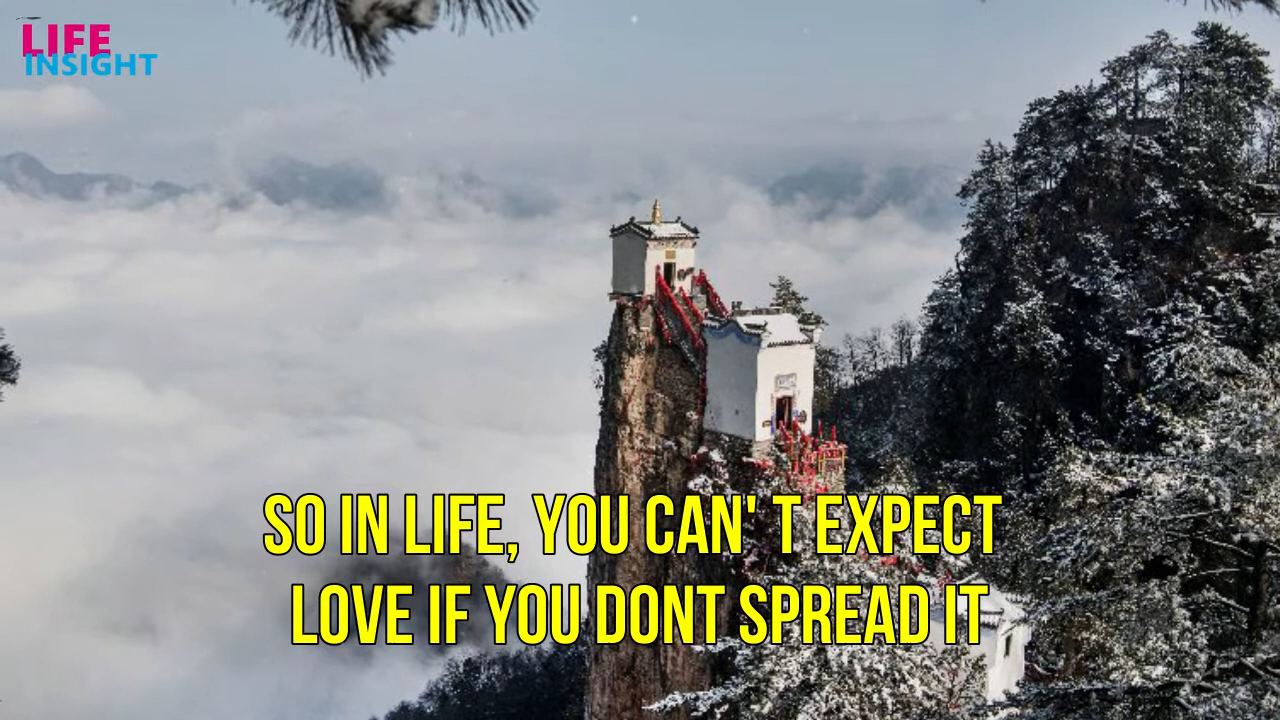 LIFE
INSIGHT
SO IN LIFE, YOU CAN' T EXPECT
LOVE IF YOU DONT SPREAD IT